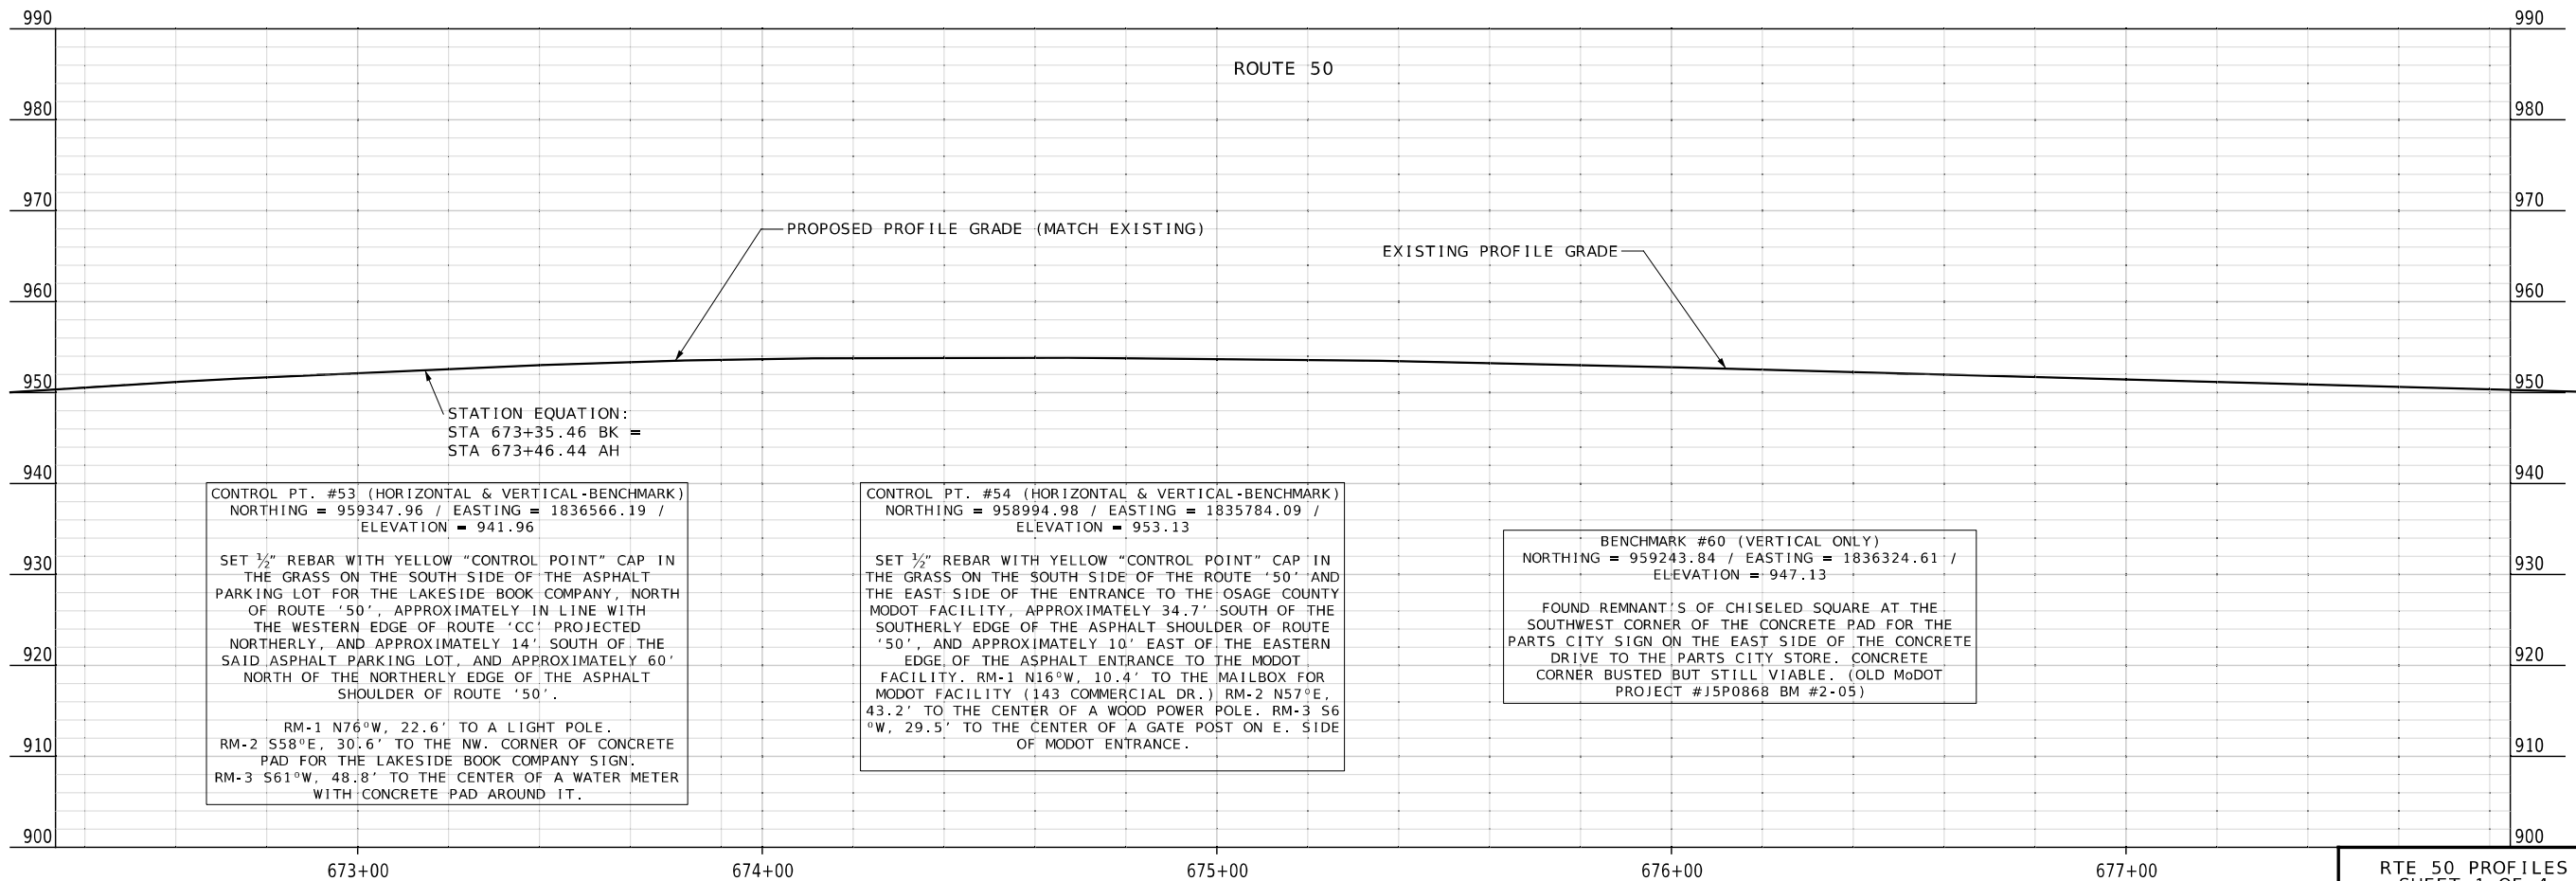 990
990
ROUTE 50
980
980
970
970
PROPOSED PROFILE GRADE (MATCH EXISTING)
EXISTING PROFILE GRADE
960
960
950
950
STATION EQUATION:
STA 673+35.46 BK =
STA 673+46.44 AH
940
940
CONTROL PT. #53 (HORIZONTAL & VERTICAL-BENCHMARK)
NORTHING = 959347.96 / EASTING = 1836566.19 /
ELEVATION = 941.96
SET ½" REBAR WITH YELLOW "CONTROL POINT" CAP IN
THE GRASS ON THE SOUTH SIDE OF THE ASPHALT
PARKING LOT FOR THE LAKESIDE BOOK COMPANY, NORTH
OF ROUTE '50', APPROXIMATELY IN LINE WITH
THE WESTERN EDGE OF ROUTE 'CC' PROJECTED
NORTHERLY, AND APPROXIMATELY 14' SOUTH OF THE
SAID ASPHALT PARKING LOT, AND APPROXIMATELY 60'
NORTH OF THE NORTHERLY EDGE OF THE ASPHALT
SHOULDER OF ROUTE '50'.
RM-1 N76°W, 22.6' TO A LIGHT POLE.
RM-2 S58°E, 30.6' TO THE NW. CORNER OF CONCRETE
PAD FOR THE LAKESIDE BOOK COMPANY SIGN.
RM-3 S61°W, 48.8' TO THE CENTER OF A WATER METER
WITH CONCRETE PAD AROUND IT.
CONTROL PT. #54 (HORIZONTAL & VERTICAL-BENCHMARK)
NORTHING = 958994.98 / EASTING = 1835784.09 /
ELEVATION = 953.13
SET ½" REBAR WITH YELLOW "CONTROL POINT" CAP IN
THE GRASS ON THE SOUTH SIDE OF THE ROUTE '50' AND
THE EAST SIDE OF THE ENTRANCE TO THE OSAGE COUNTY
MODOT FACILITY, APPROXIMATELY 34.7' SOUTH OF THE
SOUTHERLY EDGE OF THE ASPHALT SHOULDER OF ROUTE
'50', AND APPROXIMATELY 10' EAST OF THE EASTERN
EDGE OF THE ASPHALT ENTRANCE TO THE MODOT
FACILITY. RM-1 N16°W, 10.4' TO THE MAILBOX FOR
MODOT FACILITY (143 COMMERCIAL DR.) RM-2 N57°E,
43.2' TO THE CENTER OF A WOOD POWER POLE. RM-3 S6
°W, 29.5' TO THE CENTER OF A GATE POST ON E. SIDE
OF MODOT ENTRANCE.
BENCHMARK #60 (VERTICAL ONLY)
NORTHING = 959243.84 / EASTING = 1836324.61 /
ELEVATION = 947.13
FOUND REMNANT'S OF CHISELED SQUARE AT THE
SOUTHWEST CORNER OF THE CONCRETE PAD FOR THE
PARTS CITY SIGN ON THE EAST SIDE OF THE CONCRETE
DRIVE TO THE PARTS CITY STORE. CONCRETE
CORNER BUSTED BUT STILL VIABLE. (OLD MoDOT
PROJECT #J5P0868 BM #2-05)
930
930
920
920
910
910
900
900
673+00
674+00
675+00
676+00
677+00
RTE 50 PROFILES
SHEET 1 OF 4